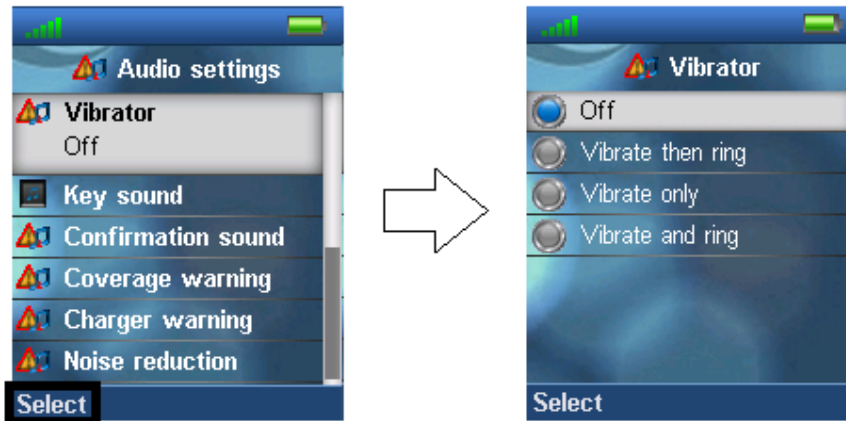 Audio settings
Vibrator
Off
Key sound
Confirmation sound
Coverage warning
Charger warning
Noise reduction
Select
Vibrator
Off
Vibrate then ring
Vibrate only
Vibrate and ring
Select